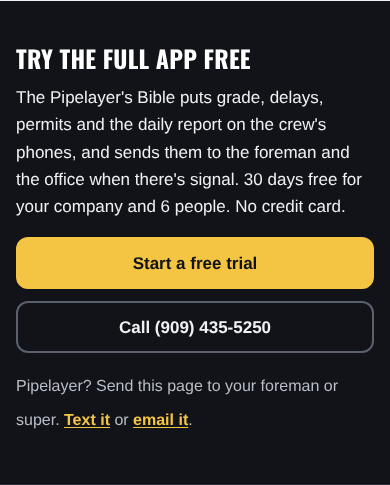 TRY THE FULL APP FREE
The Pipelayer's Bible puts grade, delays,
permits and the daily report on the crew's
phones, and sends them to the foreman and
the office when there's signal. 30 days free for
your company and 6 people. No credit card.
Start a free trial
Call (909) 435-5250
Pipelayer? Send this page to your foreman or
super. Text it or email it.